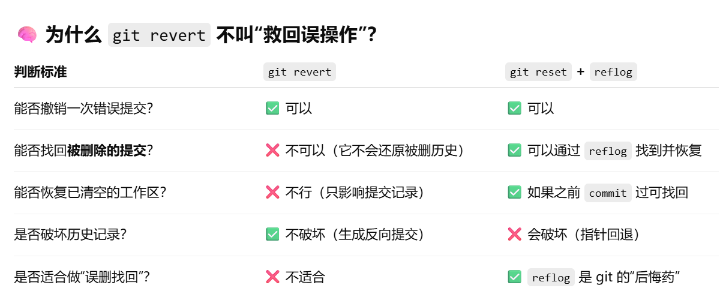 🧠 为什么 git revert 不叫“救回误操作”？
判断标准 git revert git reset + reflog
能否撤销一次错误提交？ ✅ 可以 ✅ 可以
能否找回被删除的提交？ ❌ 不可以（它不会还原被删历史） ✅ 可以通过 reflog 找到并恢复
能否恢复已清空的工作区？ ❌ 不行（只影响提交记录） ✅ 如果之前 commit 过可找回
是否破坏历史记录？ ✅ 不破坏（生成反向提交） ❌ 会破坏（指针回退）
是否适合做“误删找回”？ ❌ 不适合 ✅ reflog 是 git 的“后悔药”